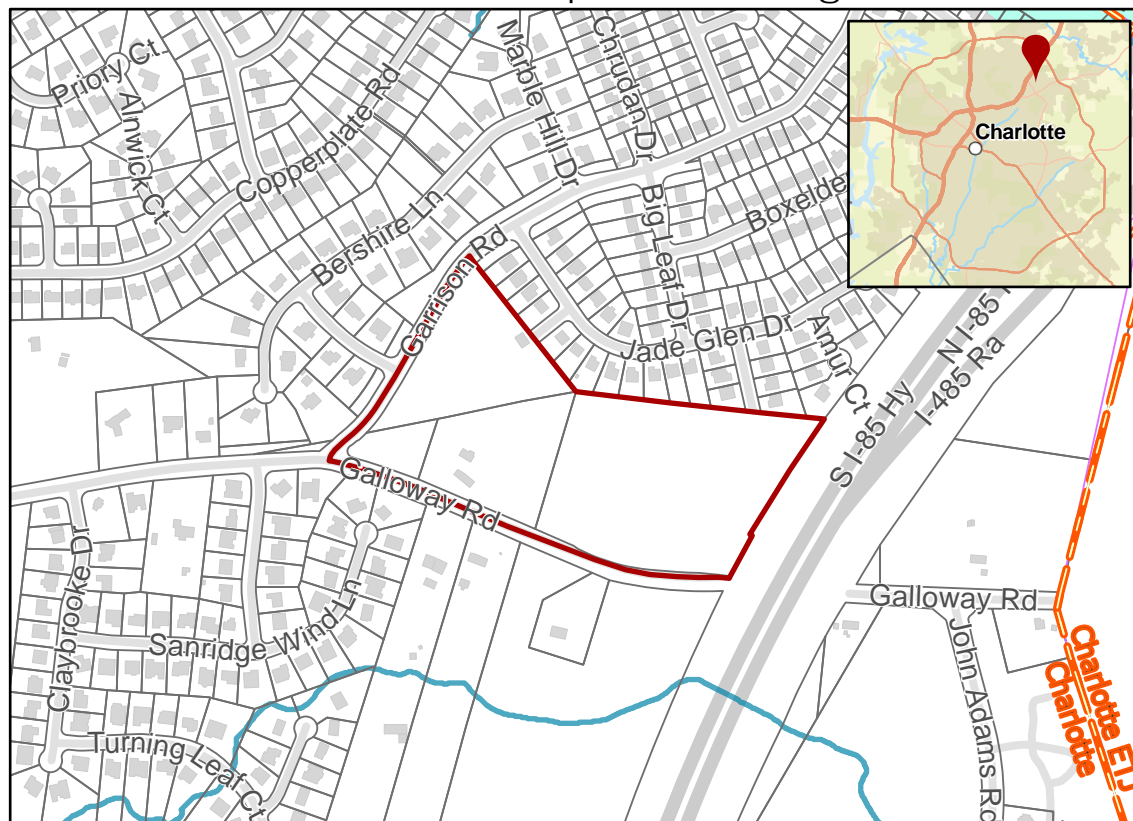 Priory Ct.
Alnwick Ct
Copperplate Rd
Marble Hill Dr
Chrudan Dr
Charlotte
Bershire Ln
Garrison Rd
Big Leaf Dr
Boxelde
Jade Glen Dr
Amur Ct
S I-85 Hy
N I-85
I-485 Ra
Galloway Rd
Claybrooke Dr
Sanridge Wind Ln
Turning Leaf Ct
Galloway Rd
John Adams Rd
Charlotte ETJ
Charlotte